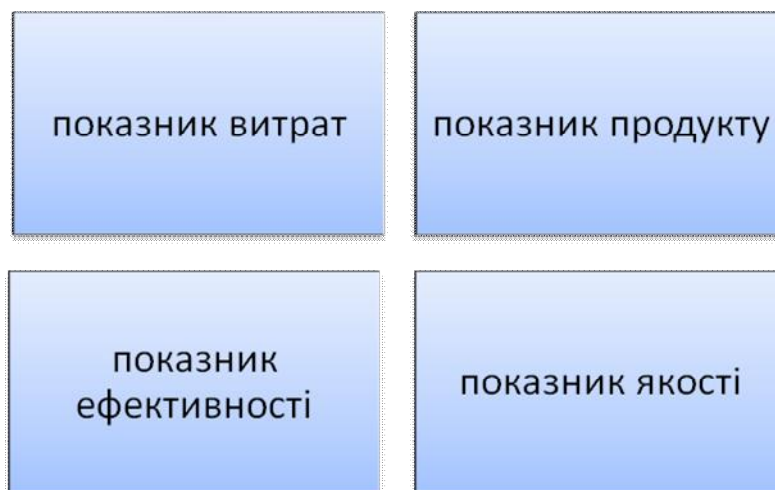 показник витрат
показник продукту
показник
ефективності
показник якості